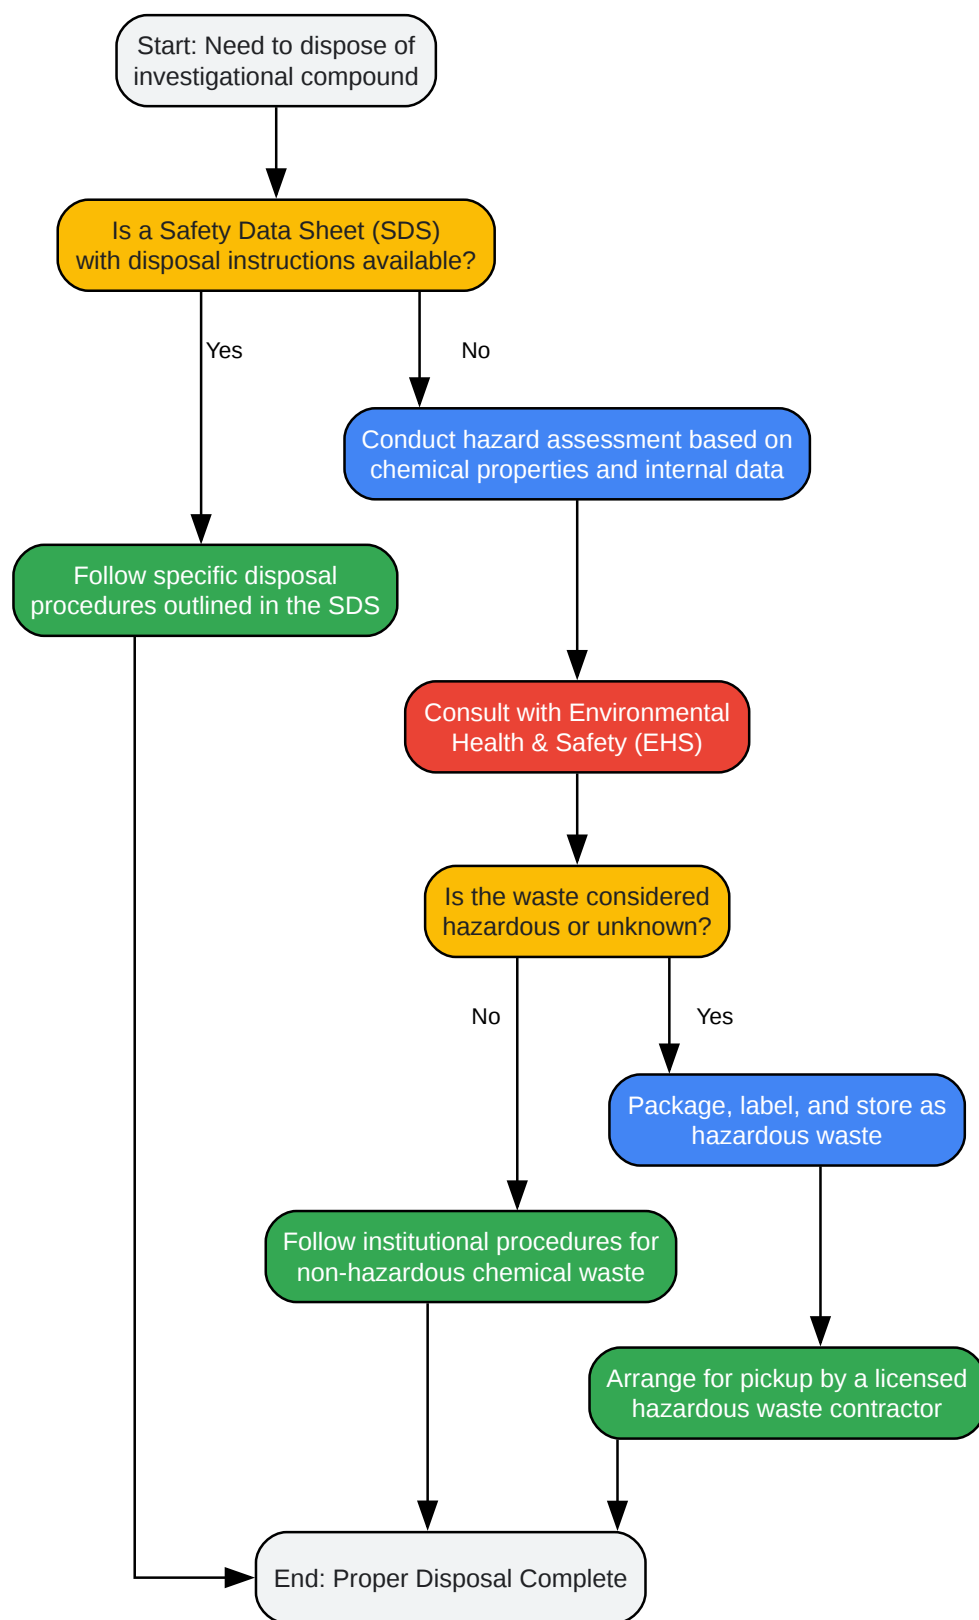 Start: Need to dispose of
investigational compound
Is a Safety Data Sheet (SDS)
with disposal instructions available?
Yes
No
Conduct hazard assessment based on
chemical properties and internal data
Follow specific disposal
procedures outlined in the SDS
Consult with Environmental
Health & Safety (EHS)
Is the waste considered
hazardous or unknown?
No
Yes
Package, label, and store as
hazardous waste
Follow institutional procedures for
non-hazardous chemical waste
Arrange for pickup by a licensed
hazardous waste contractor
End: Proper Disposal Complete